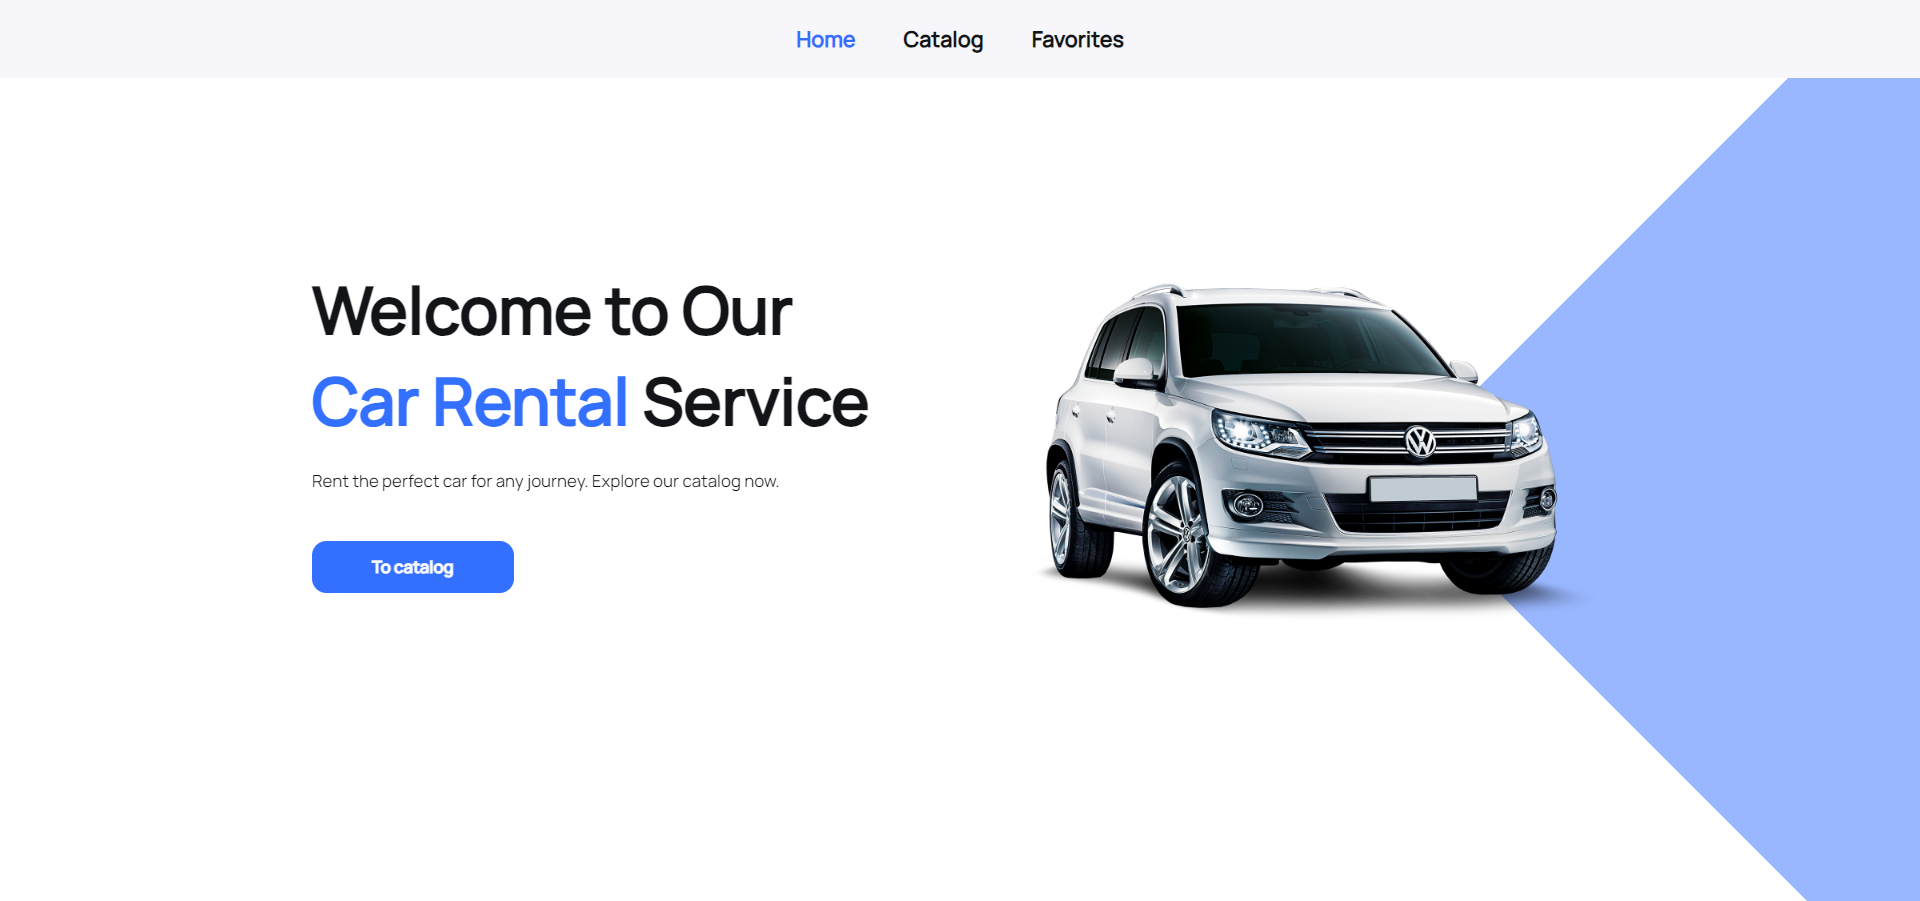 Home Catalog Favorites
Welcome to Our
Car Rental Service
Rent the perfect car for any journey. Explore our catalog now.
To catalog